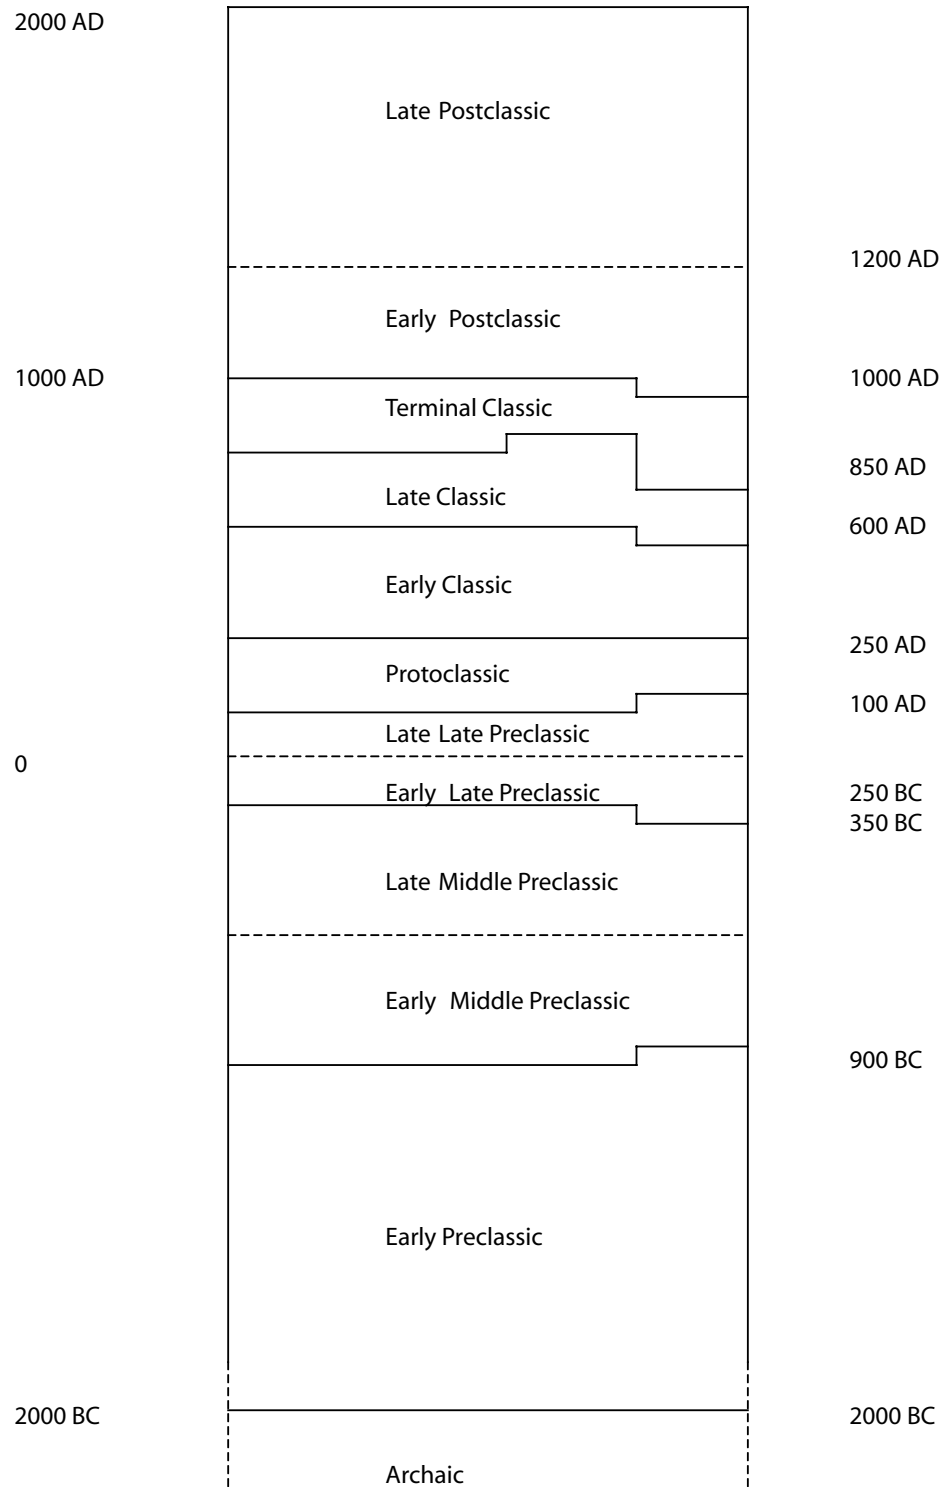 2000 AD
Late Postclassic
1200 AD
Early Postclassic
1000 AD
1000 AD
Terminal Classic
850 AD
Late Classic
600 AD
Early Classic
250 AD
Protoclassic
100 AD
Late Late Preclassic
0
Early Late Preclassic
250 BC
350 BC
Late Middle Preclassic
Early Middle Preclassic
900 BC
Early Preclassic
2000 BC
2000 BC
Archaic